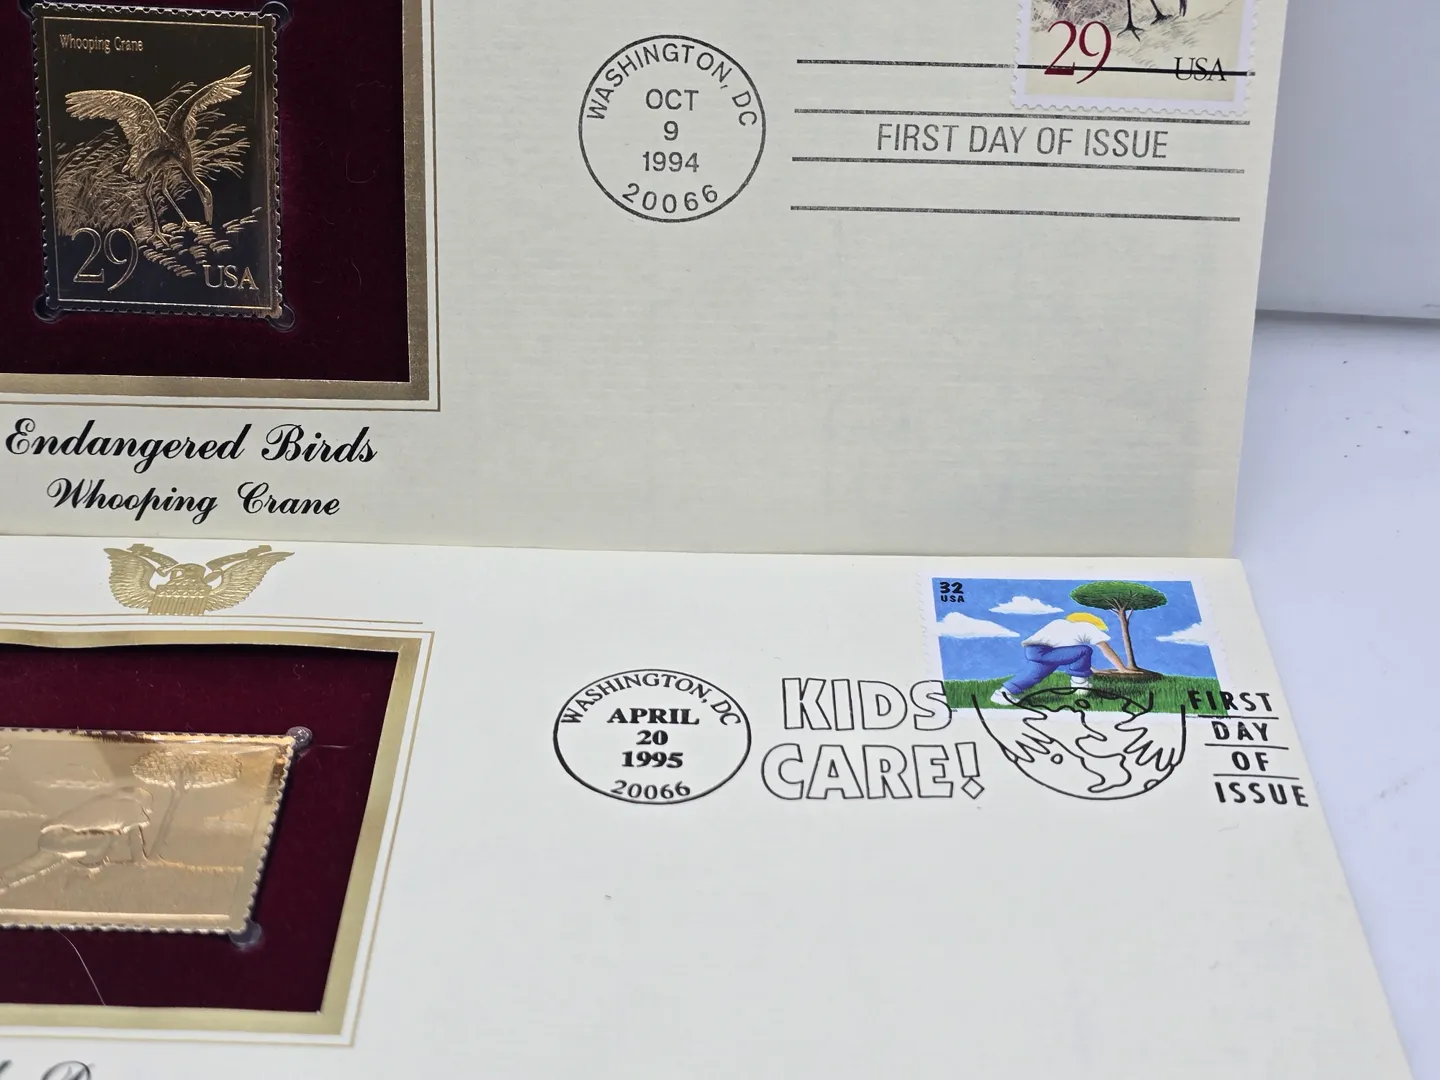 Whooping Crane
29
USA
WASHINGTON, DC
OCT
9
1994
20066
29
USA
FIRST DAY OF ISSUE
Endangered Birds
Whooping Crane
32
USA
WASHINGTON, DC
APRIL
20
1995
20066
KIDS
CARE!
FIRST
DAY
OF
ISSUE